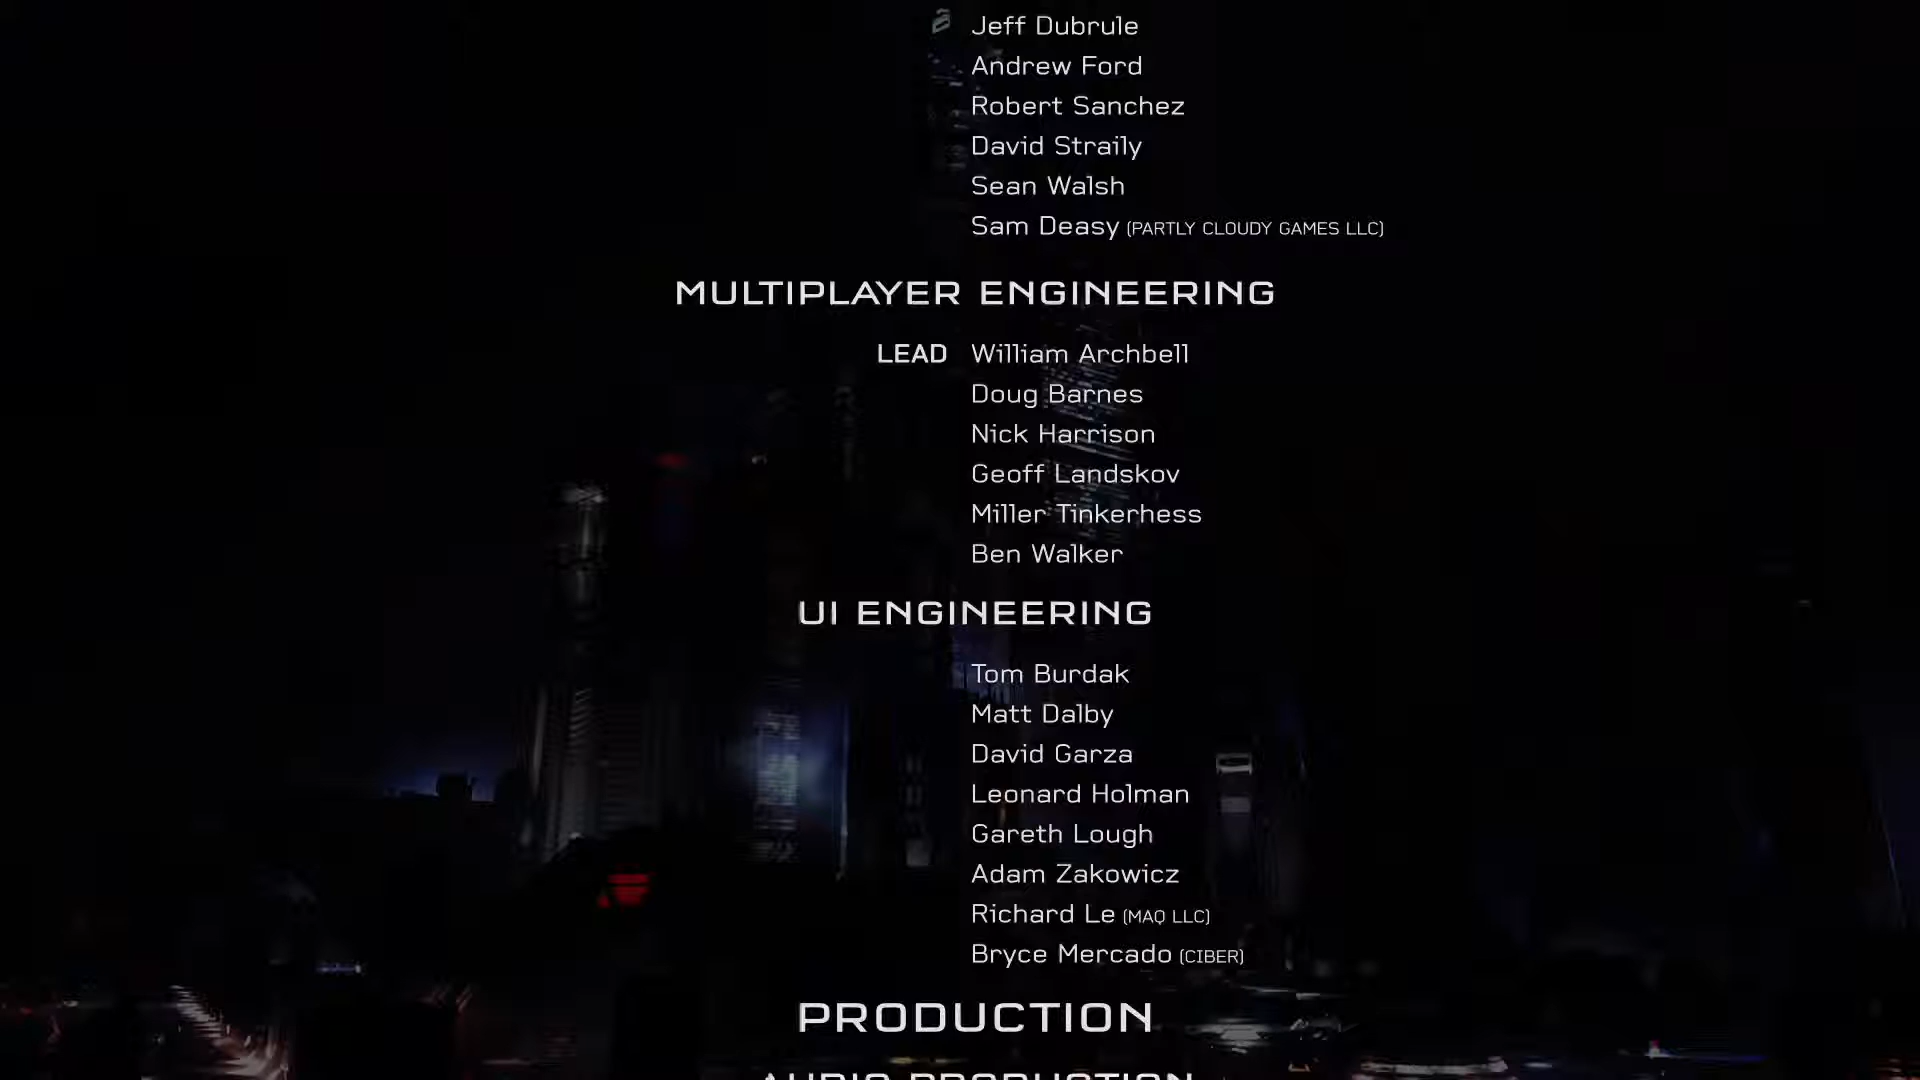 Jeff Dubrule
Andrew Ford
Robert Sanchez
David Straily
Sean Walsh
Sam Deasy (PARTLY CLOUDY GAMES LLC)
MULTIPLAYER ENGINEERING
LEAD William Archbell
Doug Barnes
Nick Harrison
Geoff Landskov
Miller Tinkerhess
Ben Walker
UI ENGINEERING
Tom Burdak
Matt Dalby
David Garza
Leonard Holman
Gareth Lough
Adam Zakowicz
Richard Le (MAQ LLC)
Bryce Mercado (CIBER)
PRODUCTION
AUDIO PRODUCTION